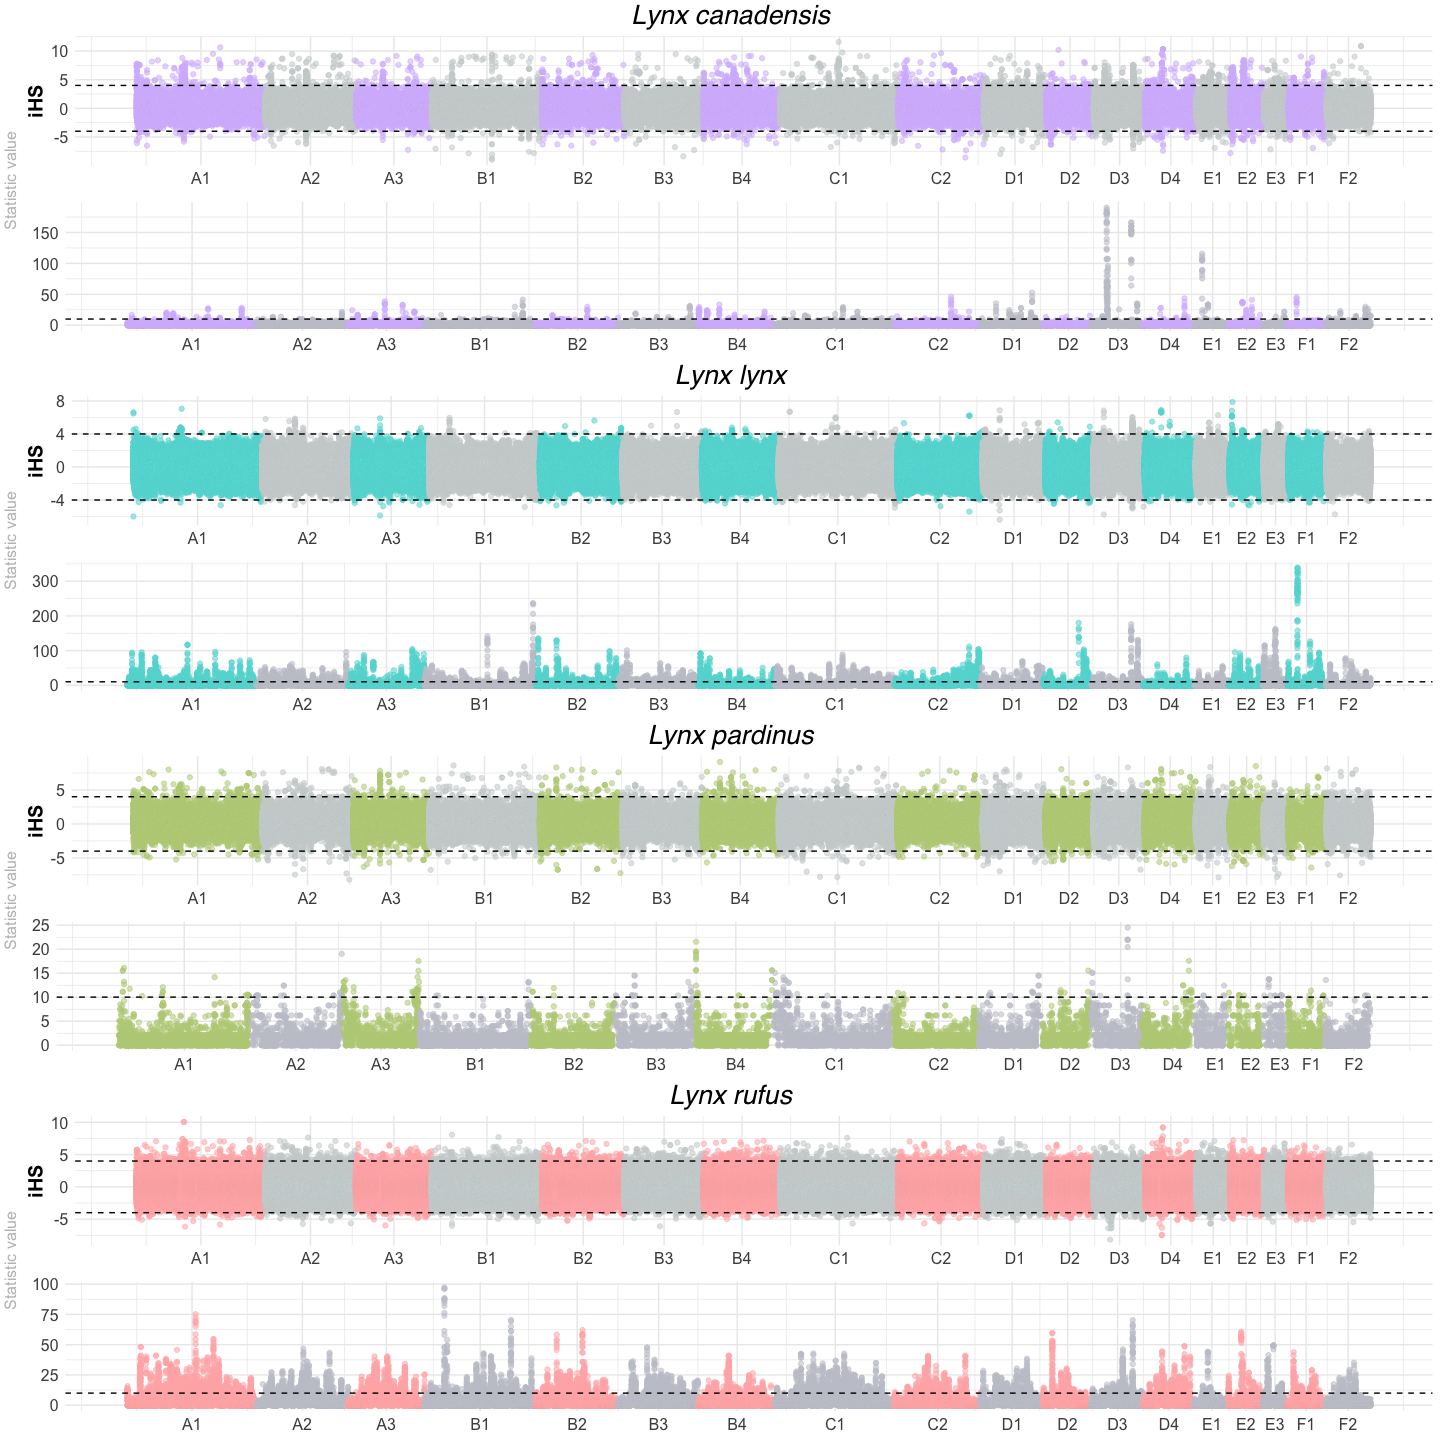 Lynx canadensis
10
5
0
-5
iHS
Statistic value
A1 A2 A3 B1 B2 B3 B4 C1 C2 D1 D2 D3 D4 E1 E2 E3 F1 F2
150
100
50
0
A1 A2 A3 B1 B2 B3 B4 C1 C2 D1 D2 D3 D4 E1 E2 E3 F1 F2
Lynx lynx
8
4
0
-4
iHS
Statistic value
A1 A2 A3 B1 B2 B3 B4 C1 C2 D1 D2 D3 D4 E1 E2 E3 F1 F2
300
200
100
0
A1 A2 A3 B1 B2 B3 B4 C1 C2 D1 D2 D3 D4 E1 E2 E3 F1 F2
Lynx pardinus
5
0
-5
iHS
Statistic value
A1 A2 A3 B1 B2 B3 B4 C1 C2 D1 D2 D3 D4 E1 E2 E3 F1 F2
25
20
15
10
5
0
A1 A2 A3 B1 B2 B3 B4 C1 C2 D1 D2 D3 D4 E1 E2 E3 F1 F2
Lynx rufus
10
5
0
-5
iHS
Statistic value
A1 A2 A3 B1 B2 B3 B4 C1 C2 D1 D2 D3 D4 E1 E2 E3 F1 F2
100
75
50
25
0
A1 A2 A3 B1 B2 B3 B4 C1 C2 D1 D2 D3 D4 E1 E2 E3 F1 F2